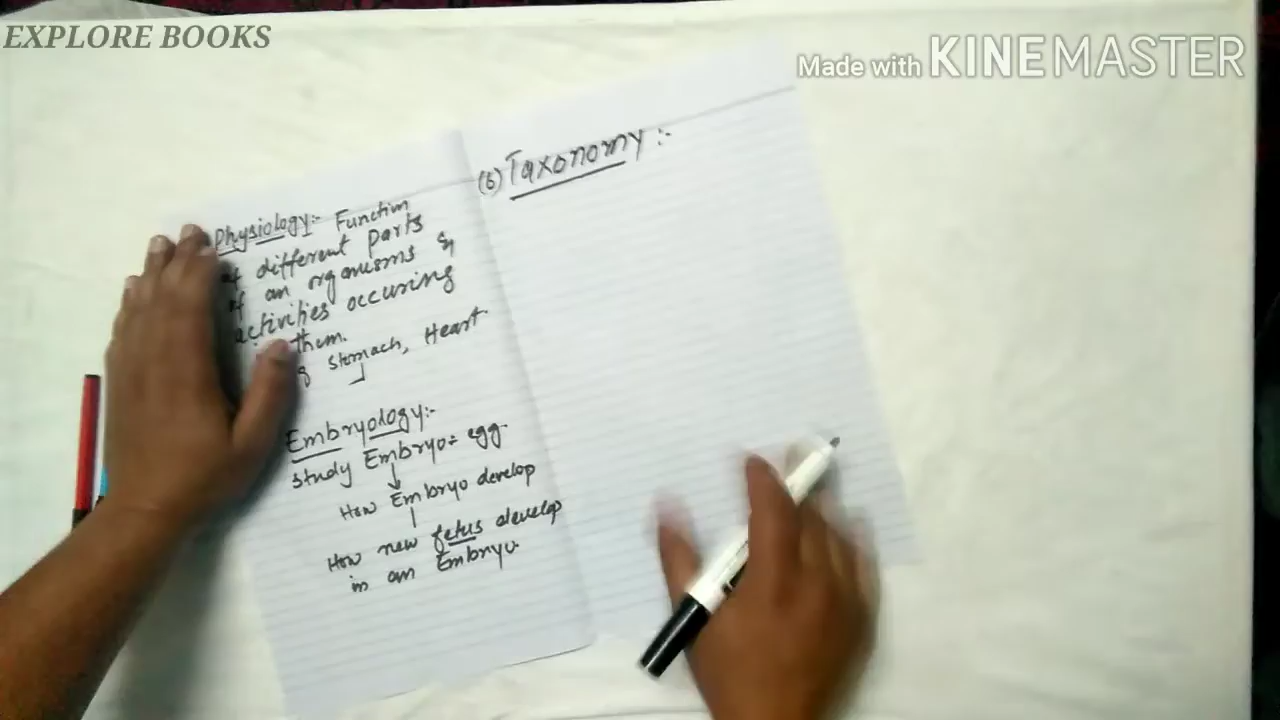 EXPLORE BOOKS
Made with KINEMASTER
Physiology:- Function
of different parts
of an organisms &
activities occuring
them.
Stomach, Heart.
Embryology:-
Study Embryo = egg.
How Embryo develop
How new fetus develop
in an Embryo.
(6) Taxonomy :-